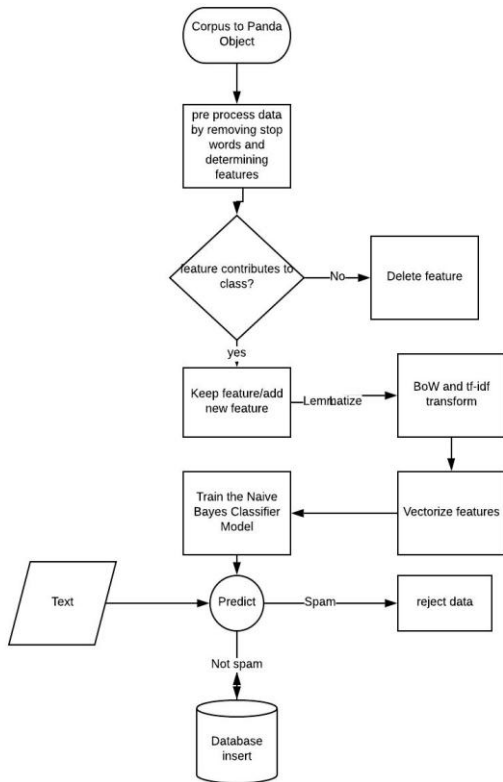 Corpus to Panda
Object
pre process data
by removing stop
words and
determining
features
feature contributes to
class?
No
Delete feature
yes
Keep feature/add
new feature
Lemmatize
BoW and tf-idf
transform
Train the Naive
Bayes Classifier
Model
Vectorize features
Text
Predict
Spam
reject data
Not spam
Database
insert